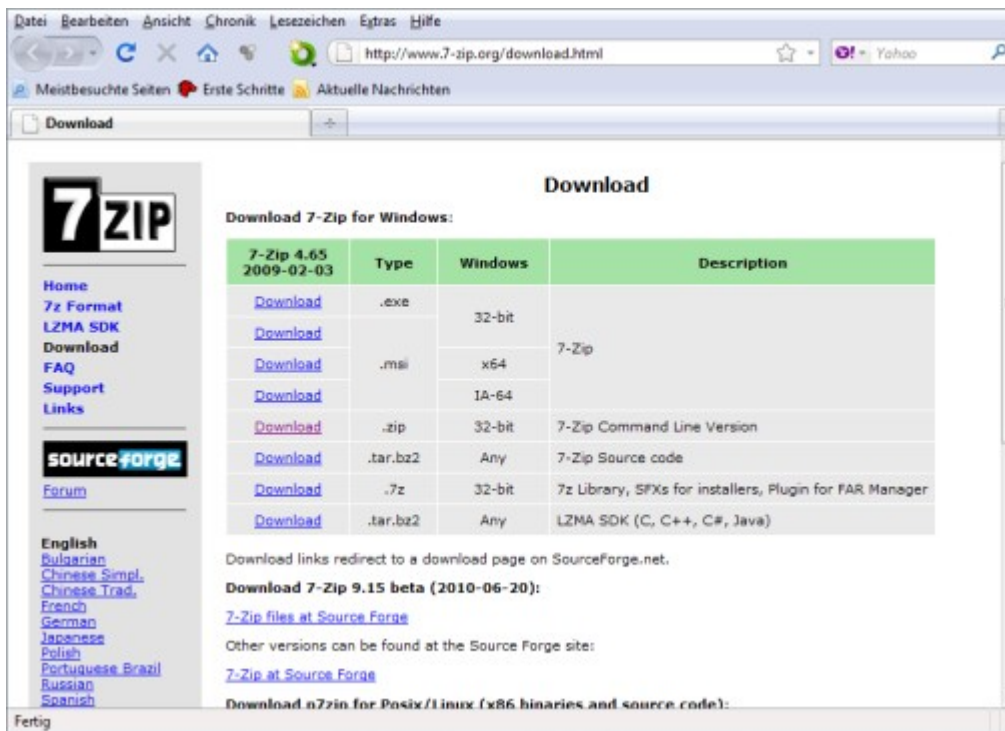 Datei Bearbeiten Ansicht Chronik Lesezeichen Extras Hilfe
http://www.7-zip.org/download.html
Yahoo
Meistbesuchte Seiten Erste Schritte Aktuelle Nachrichten
Download
7 ZIP
Home
7z Format
LZMA SDK
Download
FAQ
Support
Links
sourceforge
Forum
English
Bulgarian
Chinese Simpl.
Chinese Trad.
French
German
Japanese
Polish
Portuguese Brazil
Russian
Spanish
Download
Download 7-Zip for Windows:
7-Zip 4.65 2009-02-03 Type Windows Description
Download .exe 32-bit 7-Zip
Download .msi
Download x64
Download IA-64
Download .zip 32-bit 7-Zip Command Line Version
Download .tar.bz2 Any 7-Zip Source code
Download .7z 32-bit 7z Library, SFXs for installers, Plugin for FAR Manager
Download .tar.bz2 Any LZMA SDK (C, C++, C#, Java)
Download links redirect to a download page on SourceForge.net.
Download 7-Zip 9.15 beta (2010-06-20):
7-Zip files at Source Forge
Other versions can be found at the Source Forge site:
7-Zip at Source Forge
Download p7zip for Posix/Linux (x86 binaries and source code):
Fertig